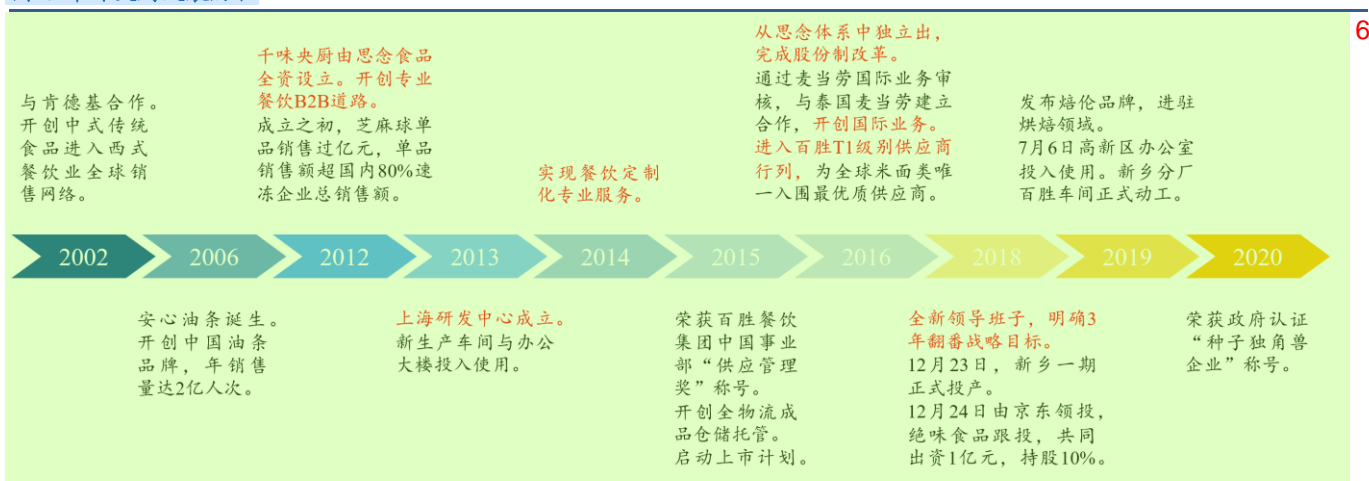 6
与肯德基合作。
开创中式传统
食品进入西式
餐饮业全球销
售网络。
千味央厨由思念食品
全资设立。开创专业
餐饮B2B道路。
成立之初，芝麻球单
品销售过亿元，单品
销售额超国内80%速
冻企业总销售额。
实现餐饮定制
化专业服务。
从思念体系中独立出，
完成股份制改革。
通过麦当劳国际业务审
核，与泰国麦当劳建立
合作，开创国际业务。
进入百胜T1级别供应商
行列，为全球米面类唯
一入围最优质供应商。
发布焙伦品牌，进驻
烘焙领域。
7月6日高新区办公室
投入使用。新乡分厂
百胜车间正式动工。
2002 2006 2012 2013 2014 2015 2016 2018 2019 2020
安心油条诞生。
开创中国油条
品牌，年销售
量达2亿人次。
上海研发中心成立。
新生产车间与办公
大楼投入使用。
荣获百胜餐饮
集团中国事业
部“供应管理
奖”称号。
开创全物流成
品仓储托管。
启动上市计划。
全新领导班子，明确3
年翻番战略目标。
12月23日，新乡一期
正式投产。
12月24日由京东领投，
绝味食品跟投，共同
出资1亿元，持股10%。
荣获政府认证
“种子独角兽
企业”称号。